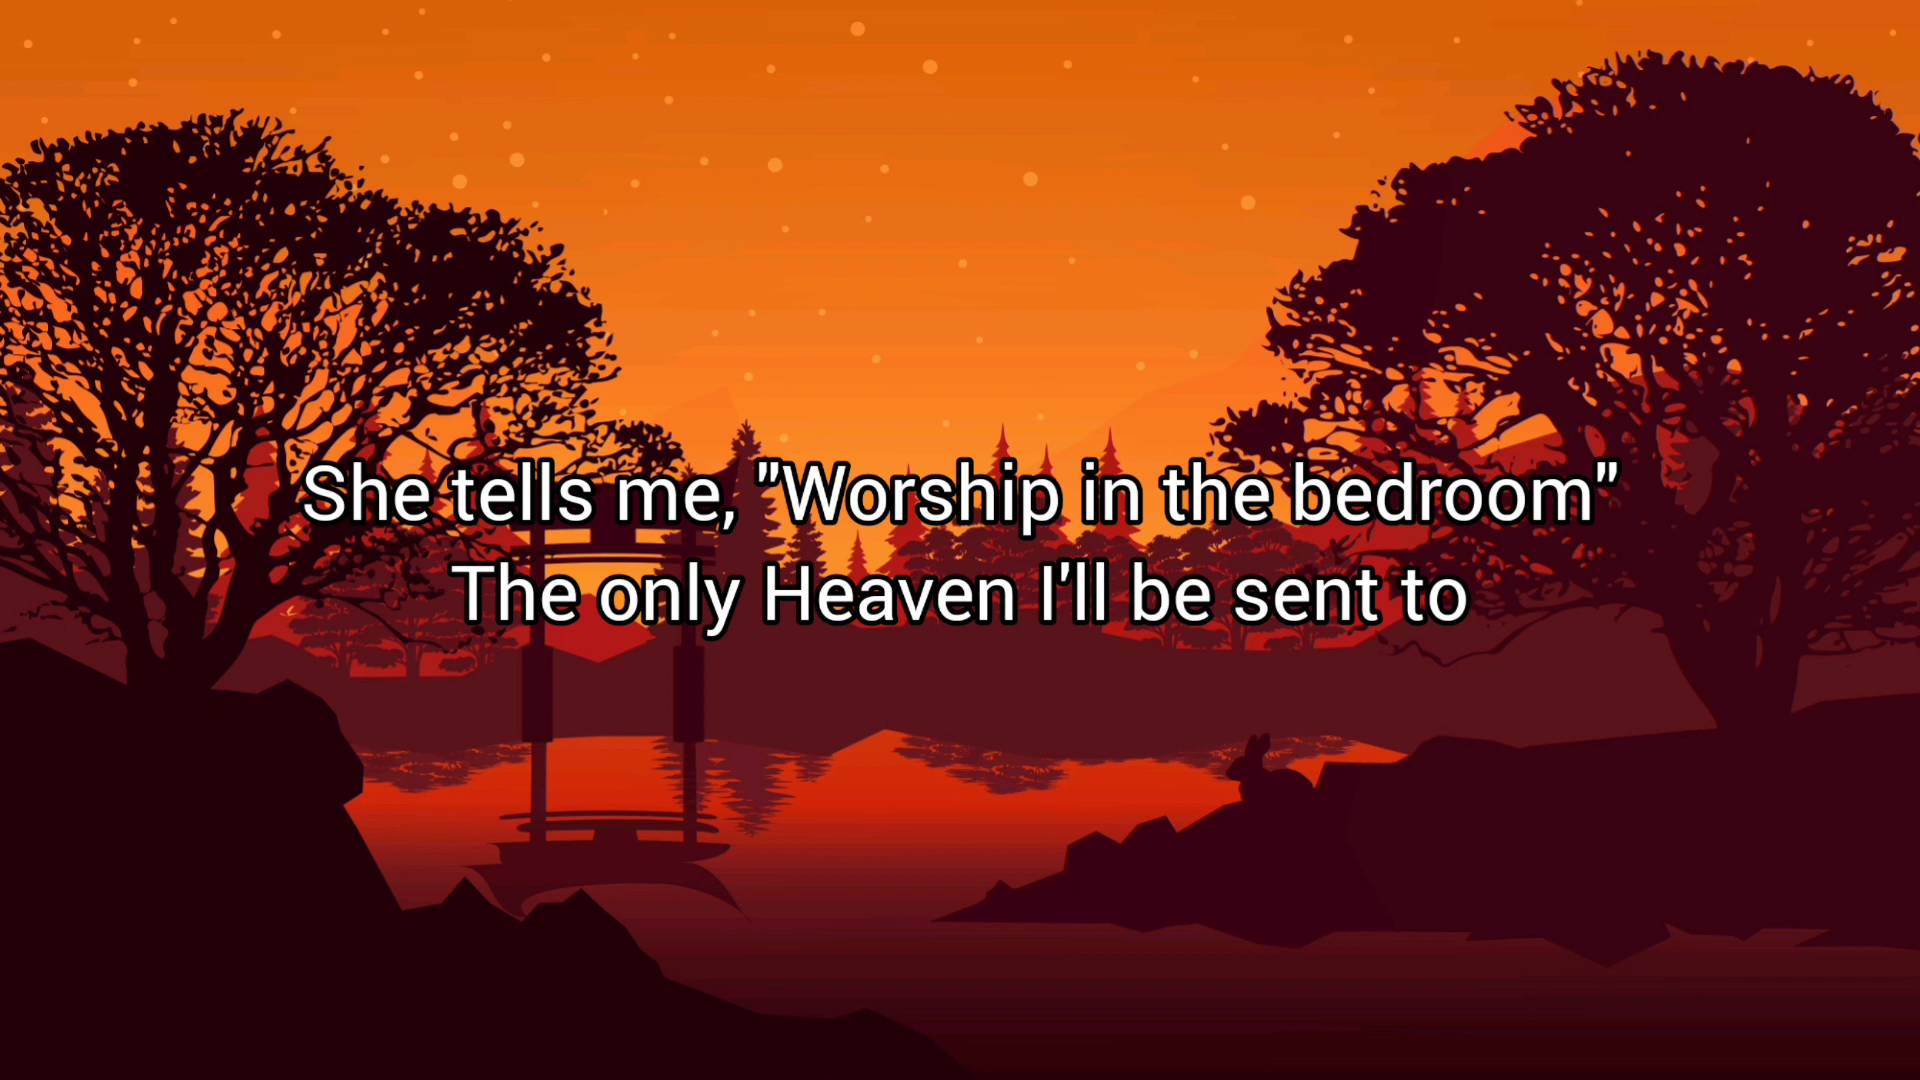 She tells me, "Worship in the bedroom"
The only Heaven I'll be sent to